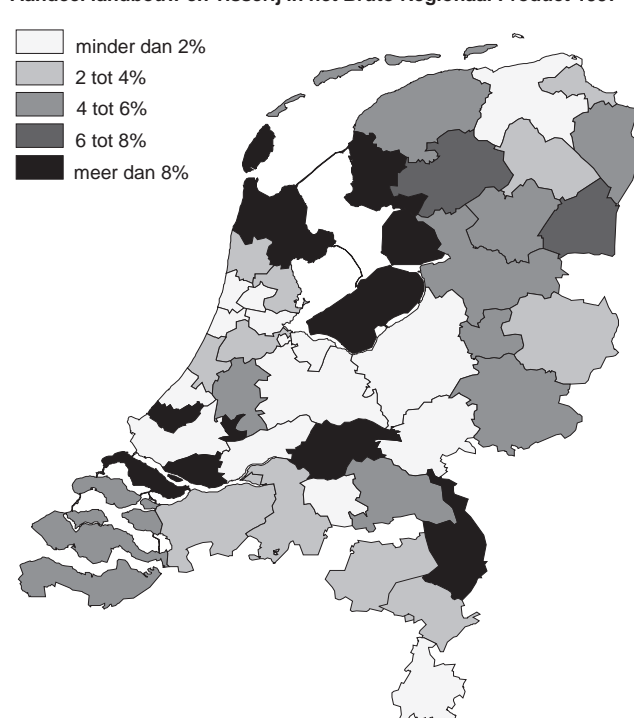 Aandeel landbouw en visserij in het Bruto Regionaal Product
minder dan 2%
2 tot 4%
4 tot 6%
6 tot 8%
meer dan 8%